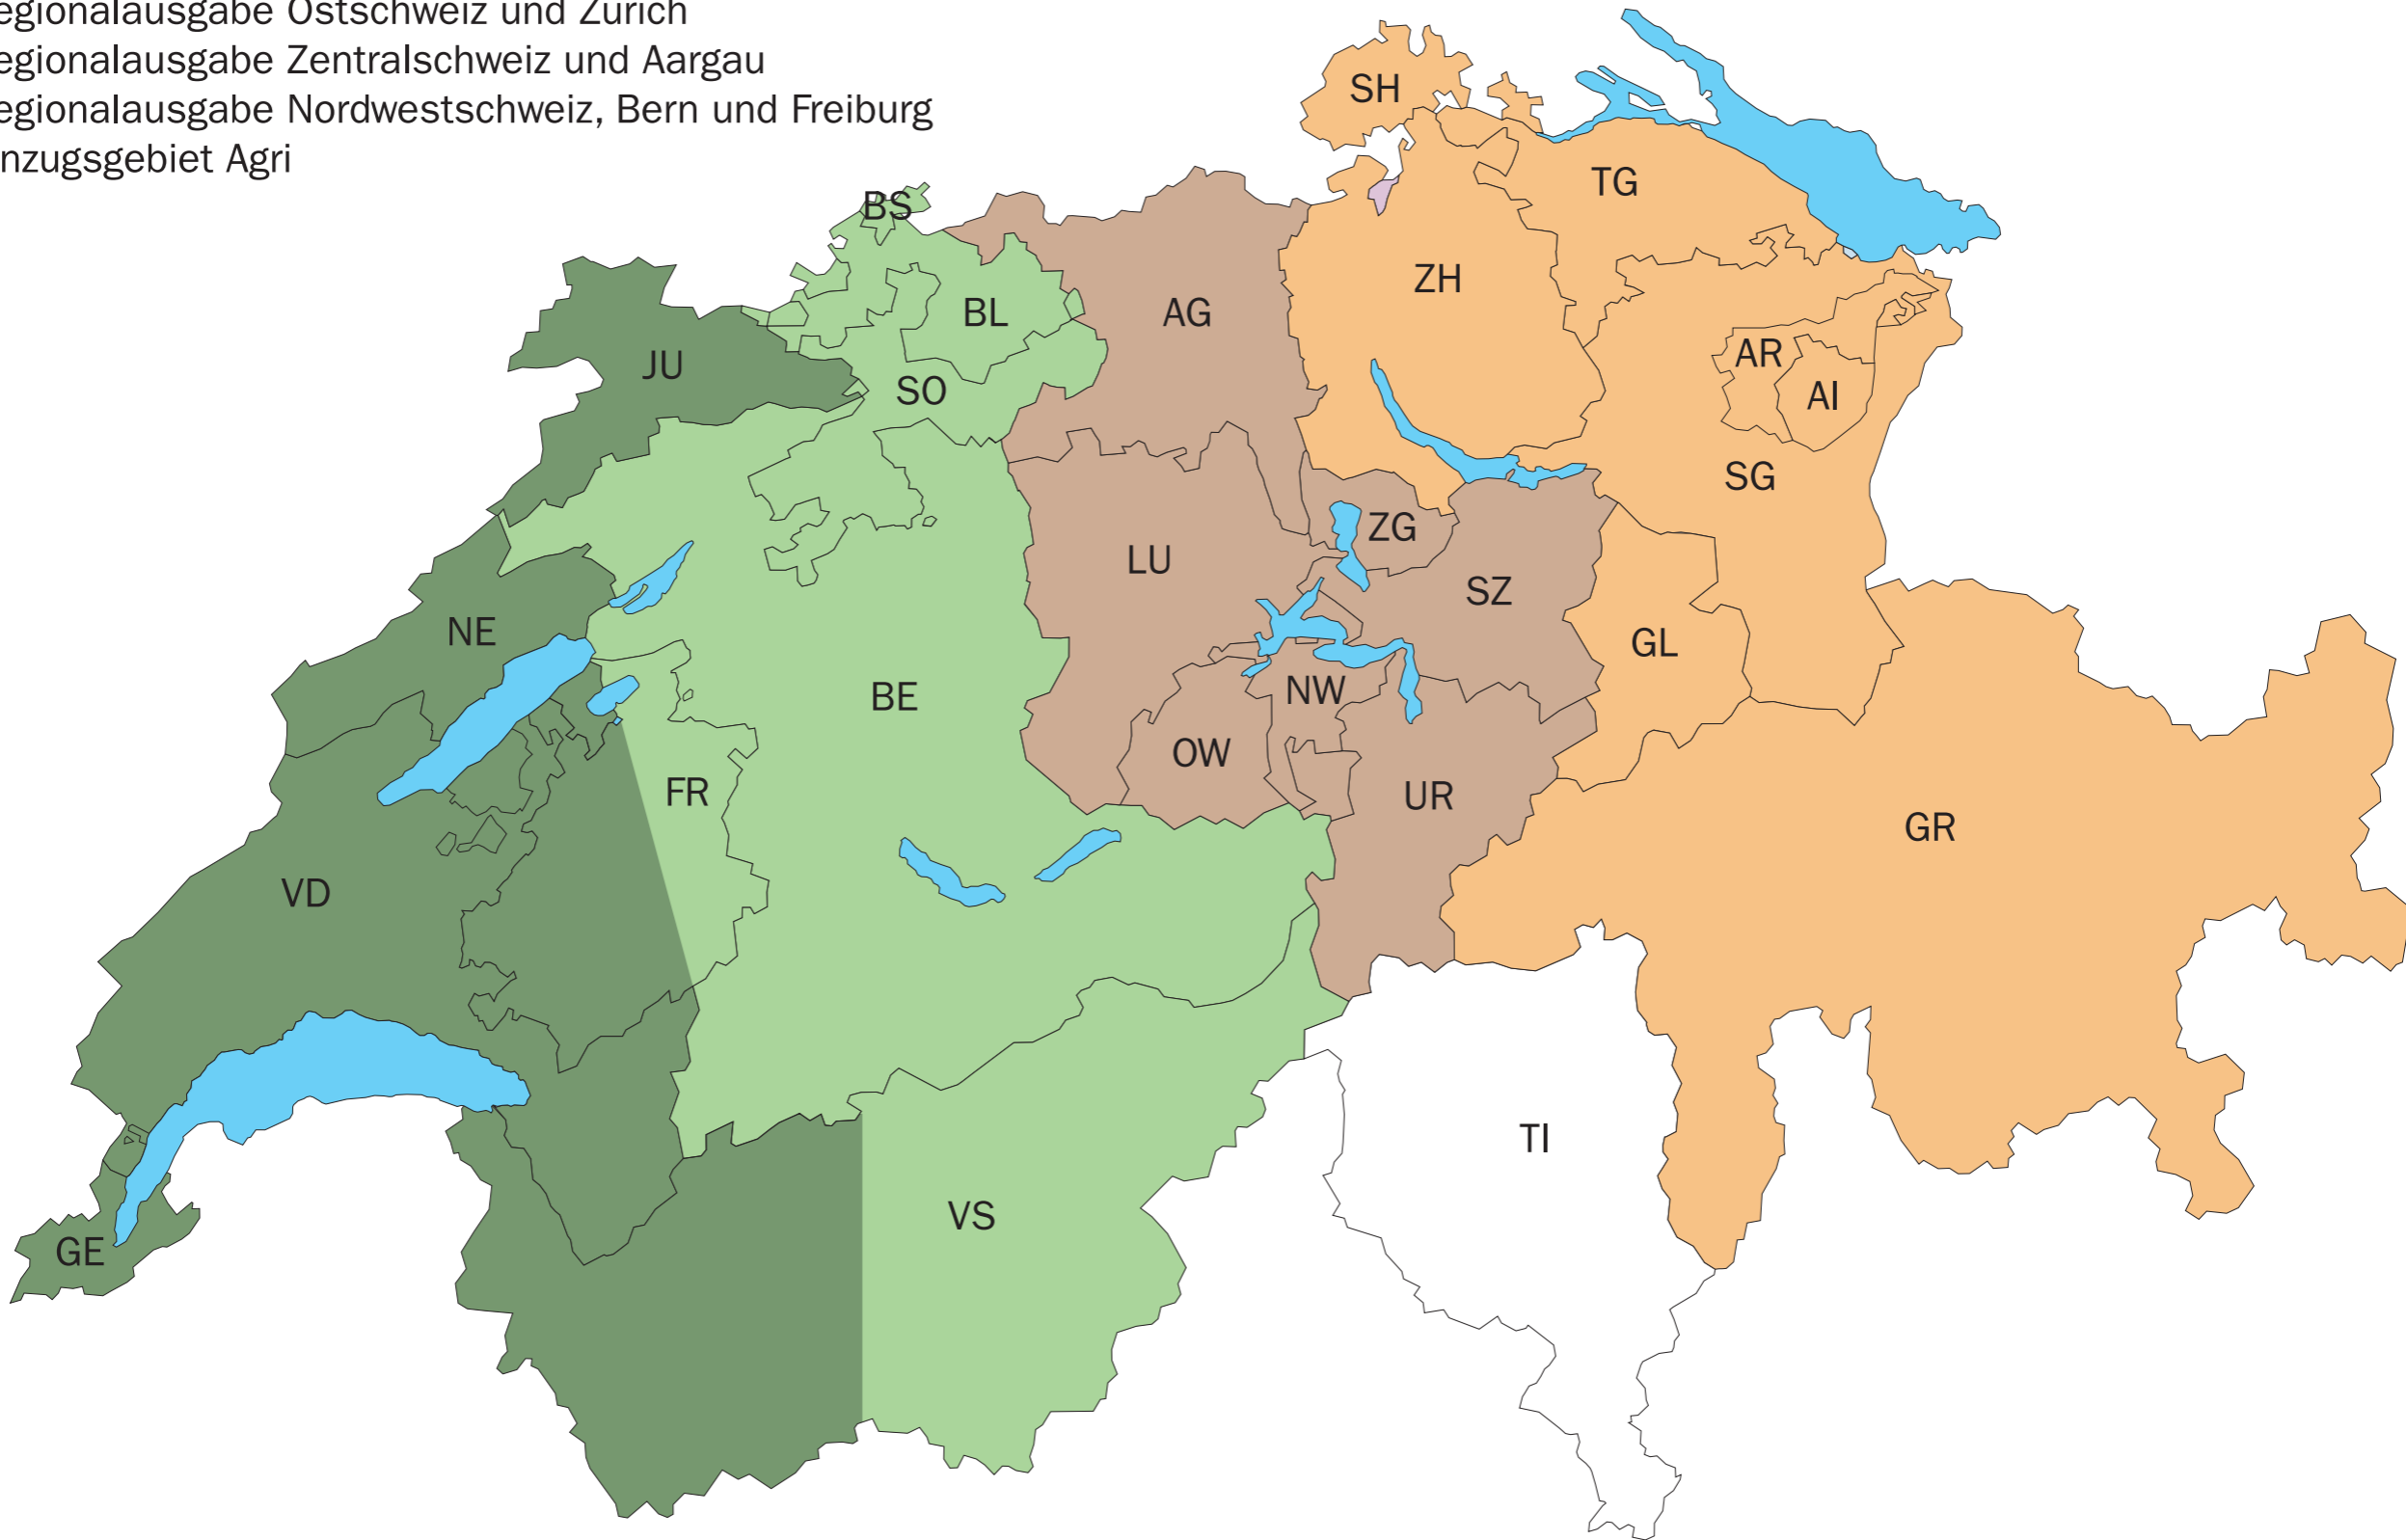 egionalausgabe Ostschweiz und Zürich
egionalausgabe Zentralschweiz und Aargau
egionalausgabe Nordwestschweiz, Bern und Freiburg
nzugsgebiet Agri
SH
TG
BS
ZH
BL
AG
JU
AR
SO
AI
SG
ZG
LU
SZ
NE
GL
NW
BE
OW
FR
UR
GR
VD
TI
VS
GE